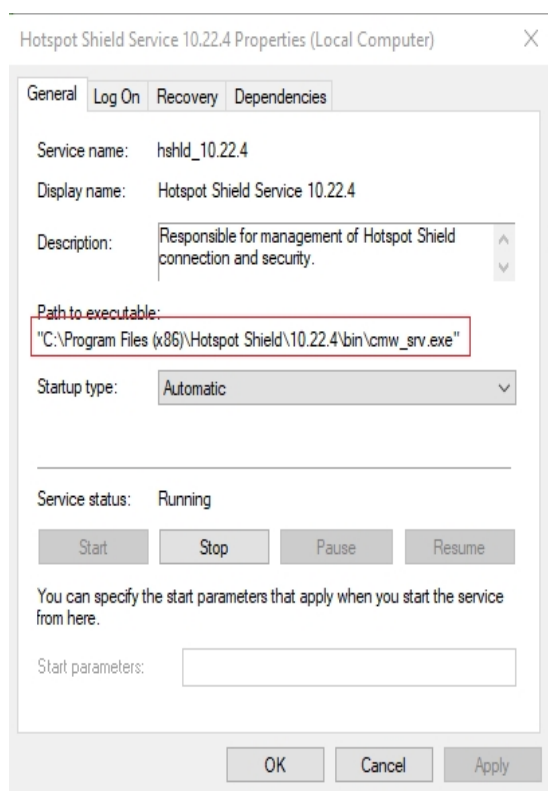 Hotspot Shield Service 10.22.4 Properties (Local Computer)
General Log On Recovery Dependencies
Service name: hshld_10.22.4
Display name: Hotspot Shield Service 10.22.4
Description: Responsible for management of Hotspot Shield
connection and security.
Path to executable:
"C:\Program Files (x86)\Hotspot Shield\10.22.4\bin\cmw_srv.exe"
Startup type: Automatic
Service status: Running
Start Stop Pause Resume
You can specify the start parameters that apply when you start the service
from here.
Start parameters:
OK Cancel Apply